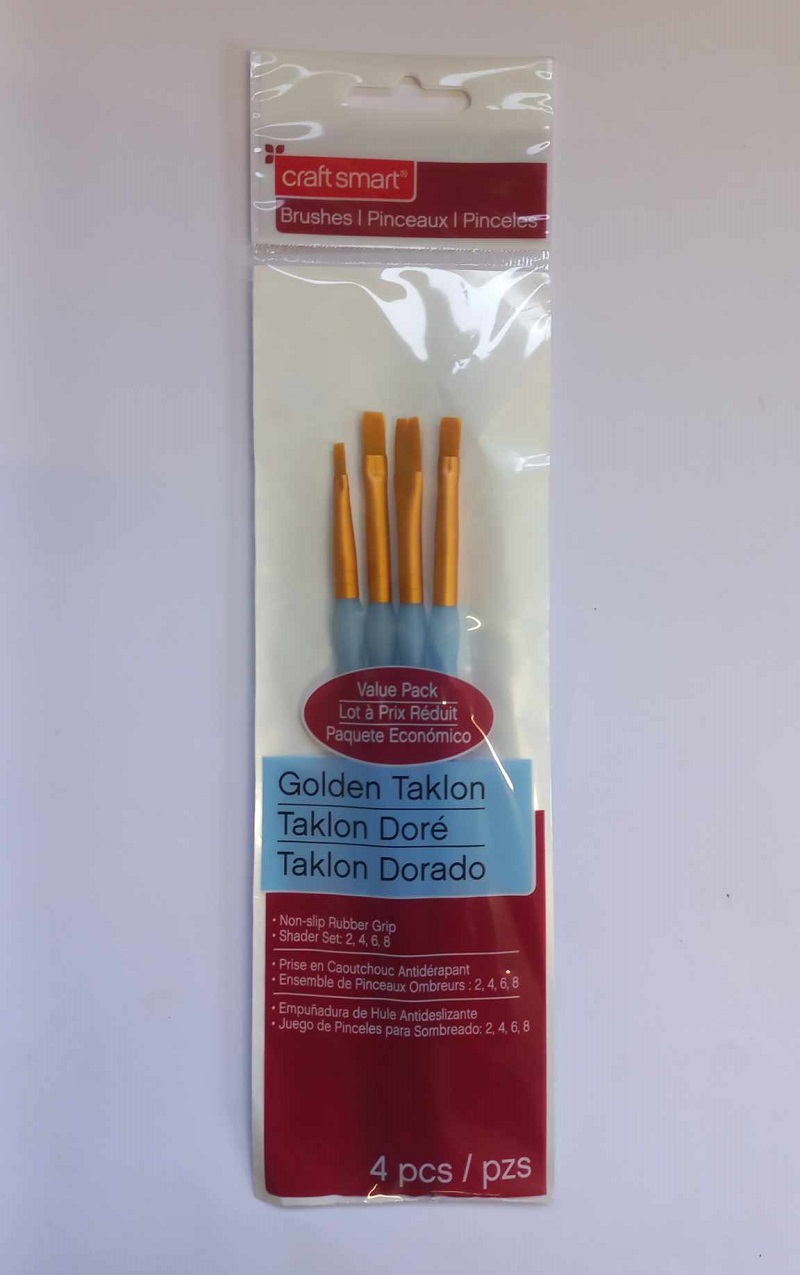 craft smart®
Brushes | Pinceaux | Pinceles
Value Pack
Lot à Prix Réduit
Paquete Económico
Golden Taklon
Taklon Doré
Taklon Dorado
• Non-slip Rubber Grip
• Shader Set: 2, 4, 6, 8
• Prise en Caoutchouc Antidérapant
• Ensemble de Pinceaux Ombreurs : 2, 4, 6, 8
• Empuñadura de Hule Antideslizante
• Juego de Pinceles para Sombreado: 2, 4, 6, 8
4 pcs / pzs